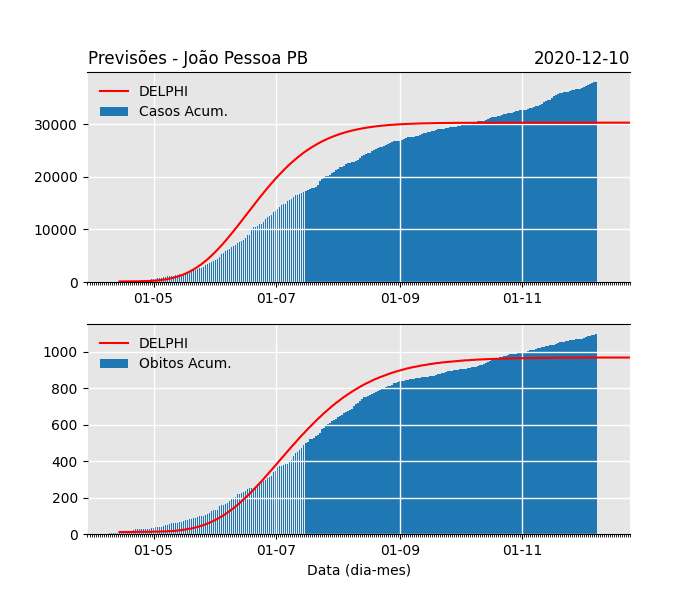 Previsões - João Pessoa PB 2020-12-10
DELPHI
Casos Acum.
30000
20000
10000
0
01-05 01-07 01-09 01-11
DELPHI
Obitos Acum.
1000
800
600
400
200
0
01-05 01-07 01-09 01-11
Data (dia-mes)